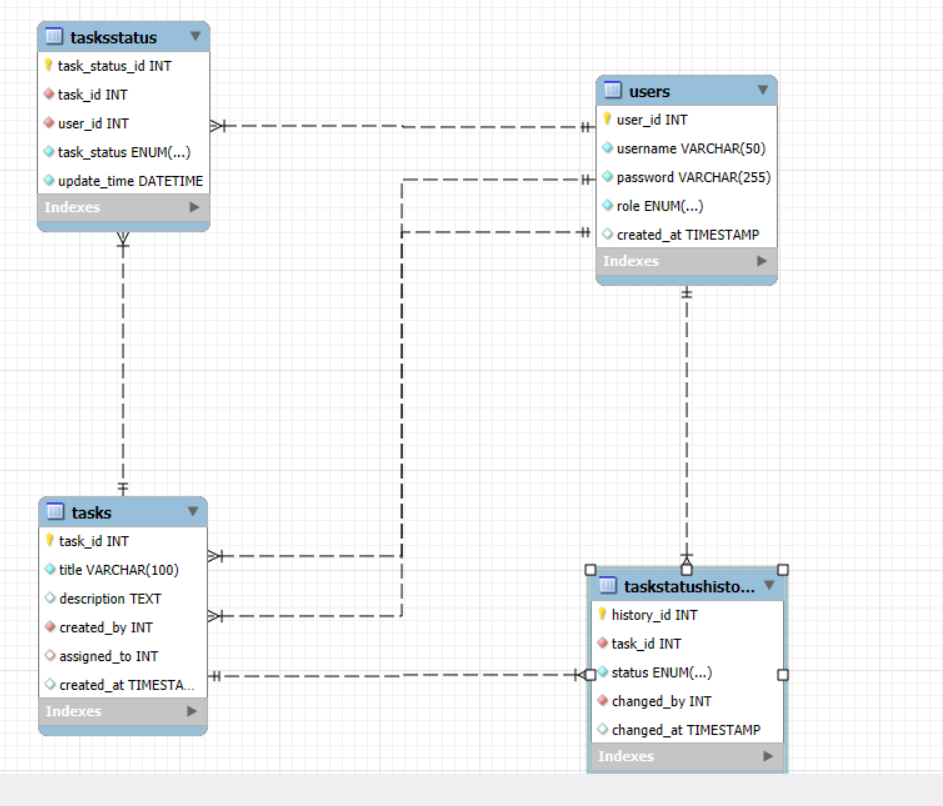 tasksstatus
task_status_id INT
task_id INT
user_id INT
task_status ENUM(...)
update_time DATETIME
Indexes
users
user_id INT
username VARCHAR(50)
password VARCHAR(255)
role ENUM(...)
created_at TIMESTAMP
Indexes
tasks
task_id INT
title VARCHAR(100)
description TEXT
created_by INT
assigned_to INT
created_at TIMESTA...
Indexes
taskstatushisto...
history_id INT
task_id INT
status ENUM(...)
changed_by INT
changed_at TIMESTAMP
Indexes